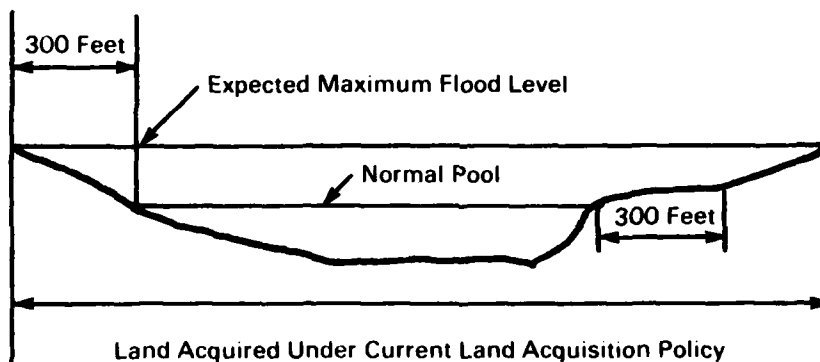 300 Feet
Expected Maximum Flood Level
Normal Pool
300 Feet
Land Acquired Under Current Land Acquisition Policy